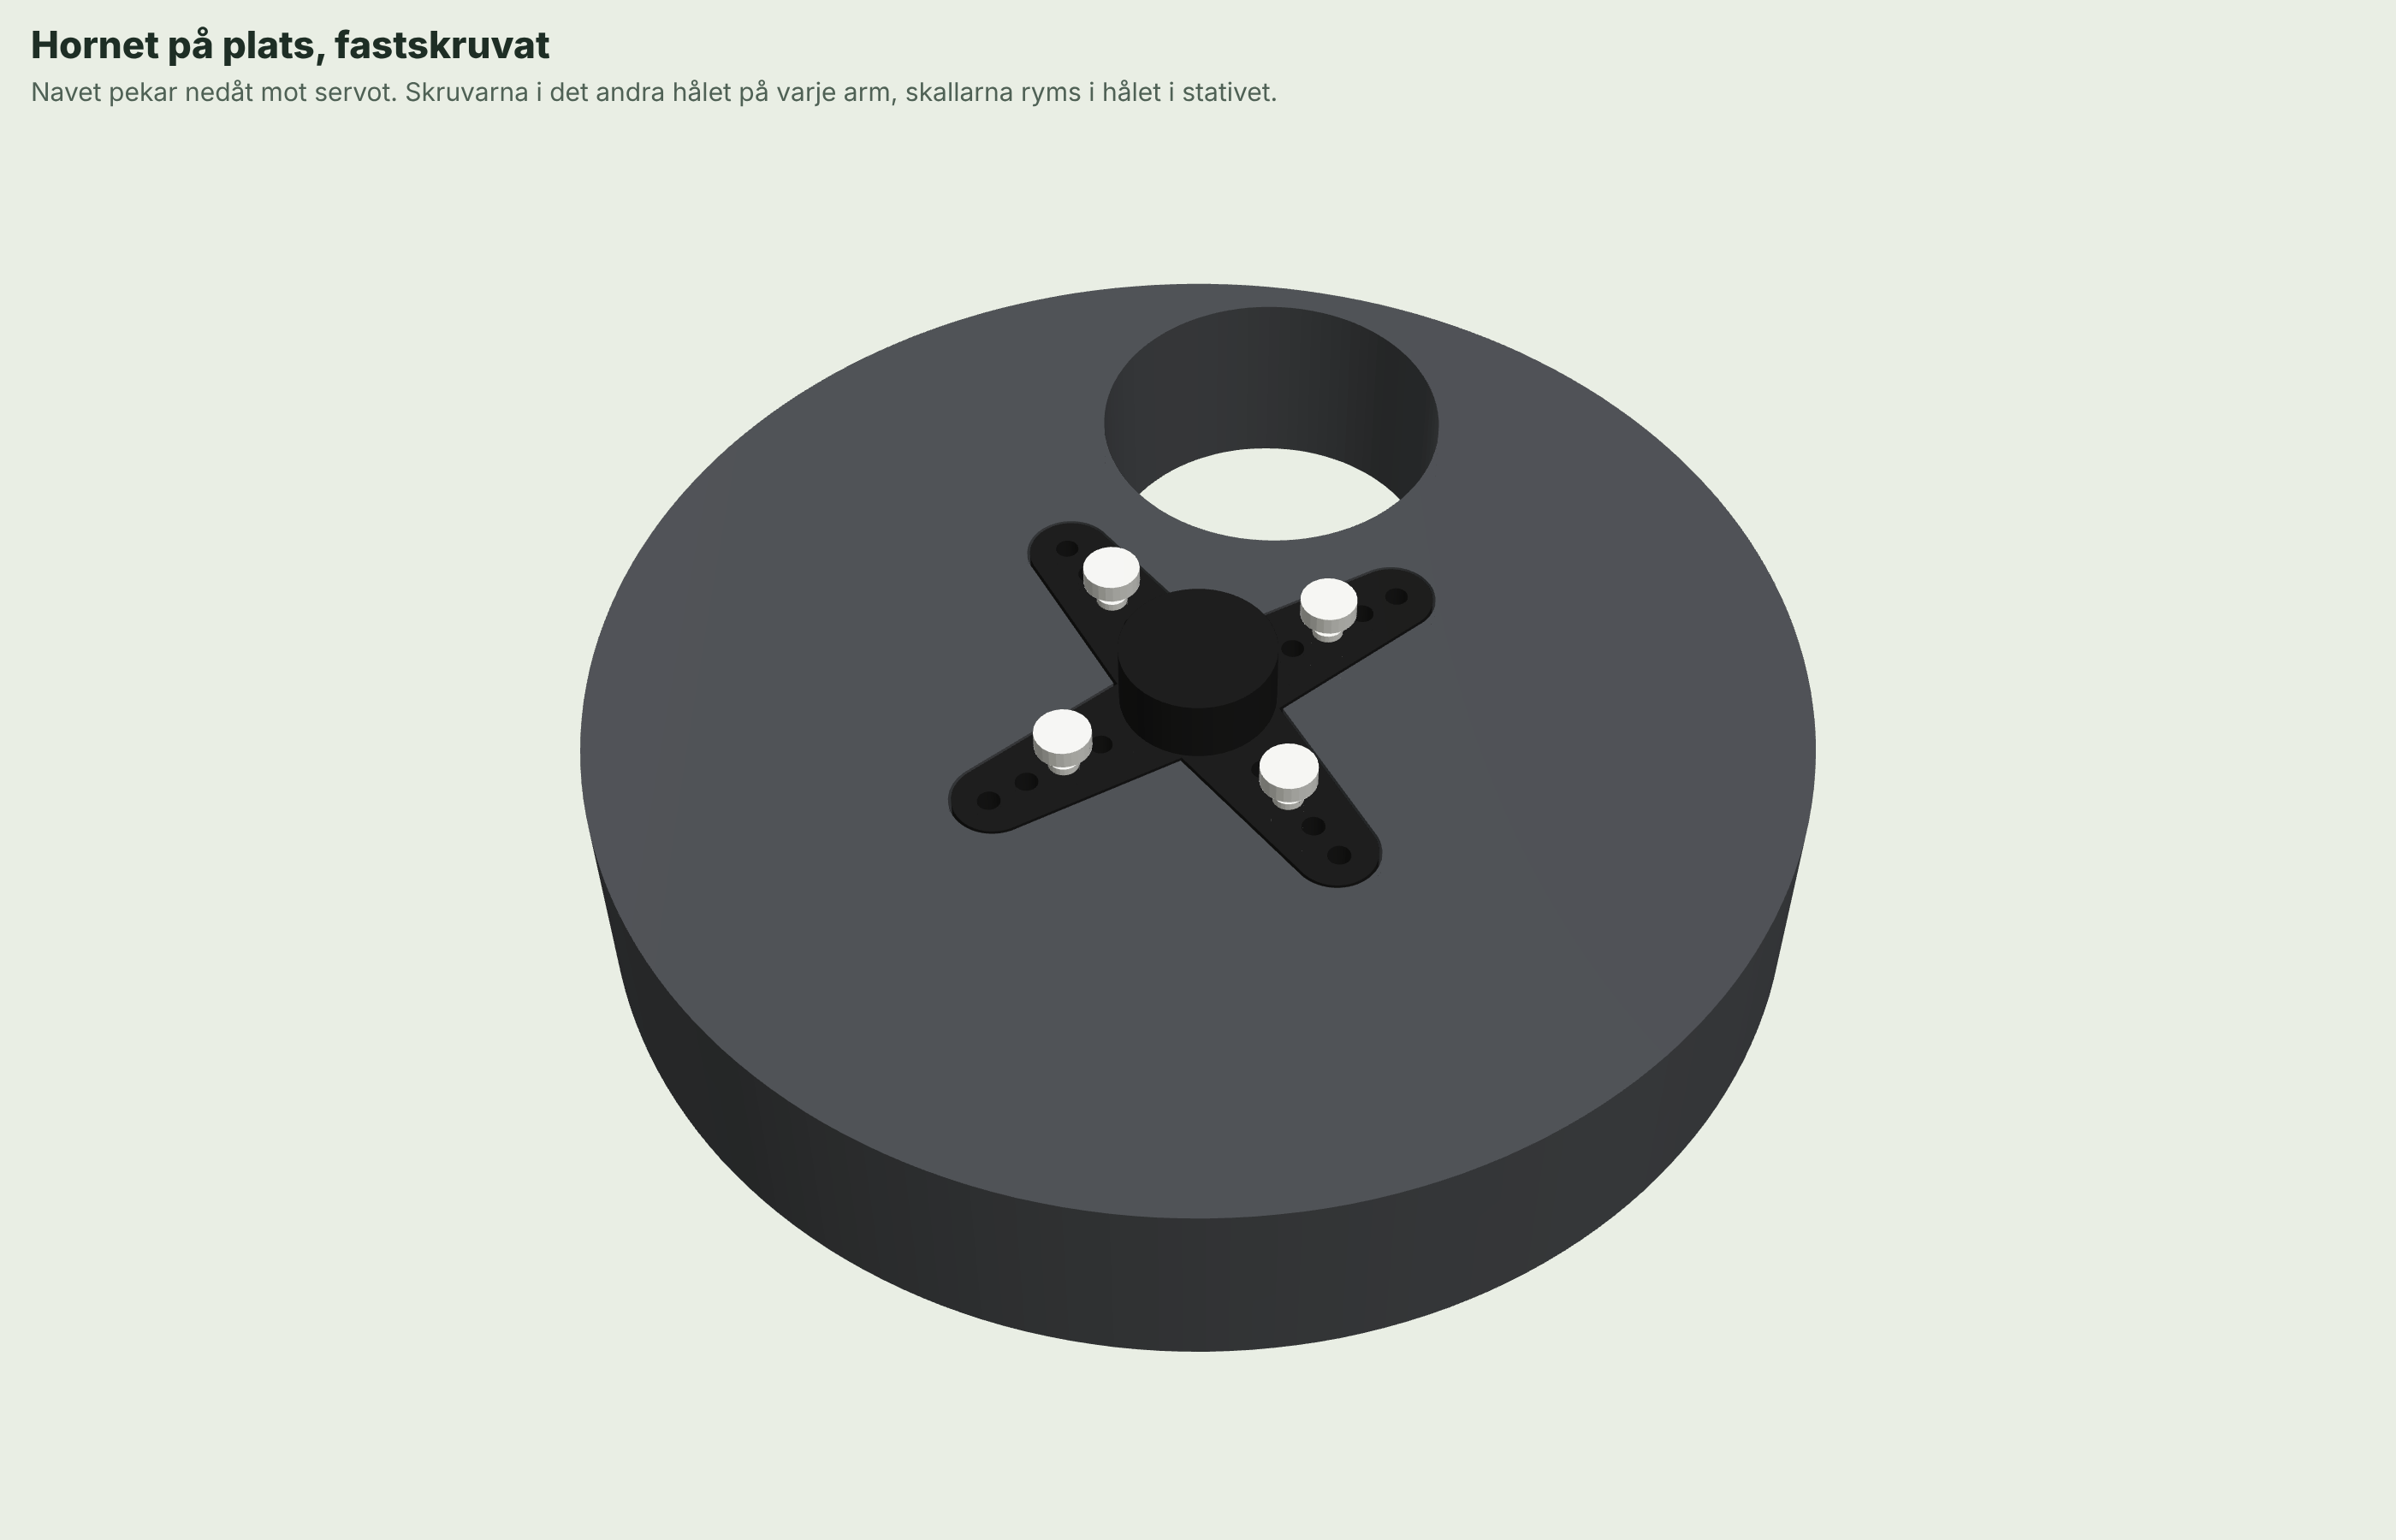 Hornet på plats, fastskruvat
Navet pekar nedåt mot servot. Skruvarna i det andra hålet på varje arm, skallarna ryms i hålet i stativet.